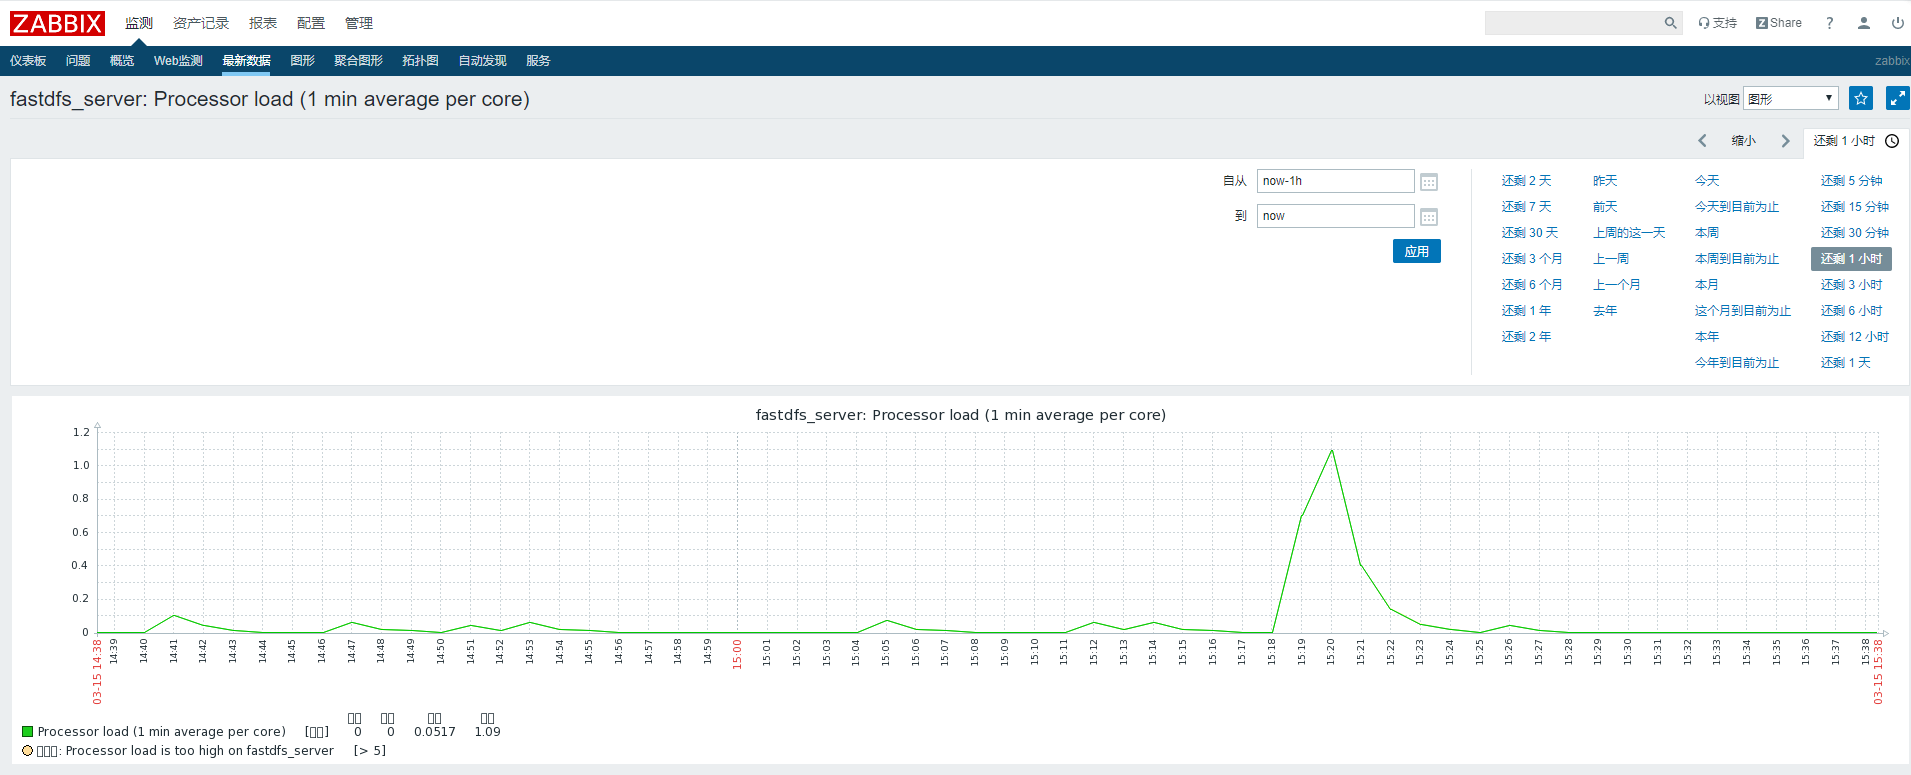 ZABBIX 监测 资产记录 报表 配置 管理 支持 Z Share ?
仪表板 问题 概览 Web监测 最新数据 图形 聚合图形 拓扑图 自动发现 服务 zabbix
fastdfs_server: Processor load (1 min average per core) 以视图 图形
缩小 还剩 1 小时
自从 now-1h
到 now
应用
还剩 2 天 昨天 今天 还剩 5 分钟
还剩 7 天 前天 今天到目前为止 还剩 15 分钟
还剩 30 天 上周的这一天 本周 还剩 30 分钟
还剩 3 个月 上一周 本周到目前为止 还剩 1 小时
还剩 6 个月 上一个月 本月 还剩 3 小时
还剩 1 年 去年 这个月到目前为止 还剩 6 小时
还剩 2 年 本年 还剩 12 小时
今年到目前为止 还剩 1 天
fastdfs_server: Processor load (1 min average per core)
1.2
1.0
0.8
0.6
0.4
0.2
0
03-15 14:38 14:39 14:40 14:41 14:42 14:43 14:44 14:45 14:46 14:47 14:48 14:49 14:50 14:51 14:52 14:53 14:54 14:55 14:56 14:57 14:58 14:59 15:00 15:01 15:02 15:03 15:04 15:05 15:06 15:07 15:08 15:09 15:10 15:11 15:12 15:13 15:14 15:15 15:16 15:17 15:18 15:19 15:20 15:21 15:22 15:23 15:24 15:25 15:26 15:27 15:28 15:29 15:30 15:31 15:32 15:33 15:34 15:35 15:36 15:37 15:38 03-15 15:38
Processor load (1 min average per core) [] 0 0 0.0517 1.09
: Processor load is too high on fastdfs_server [> 5]